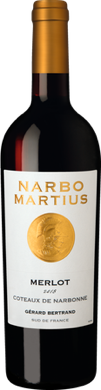 NARBO
MARTIUS
MERLOT
COTEAUX DE NARBONNE
GÉRARD BERTRAND
SUD DE FRANCE